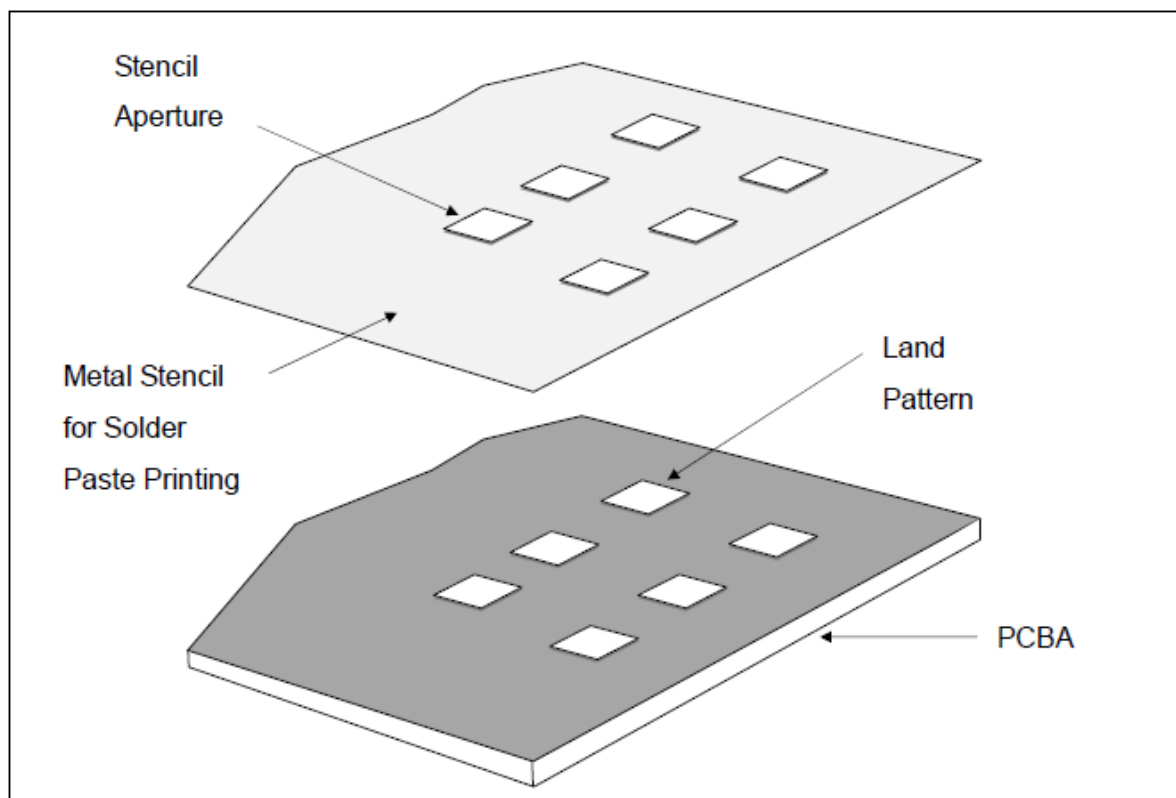 Stencil
Aperture
Metal Stencil
for Solder
Paste Printing
Land
Pattern
PCBA